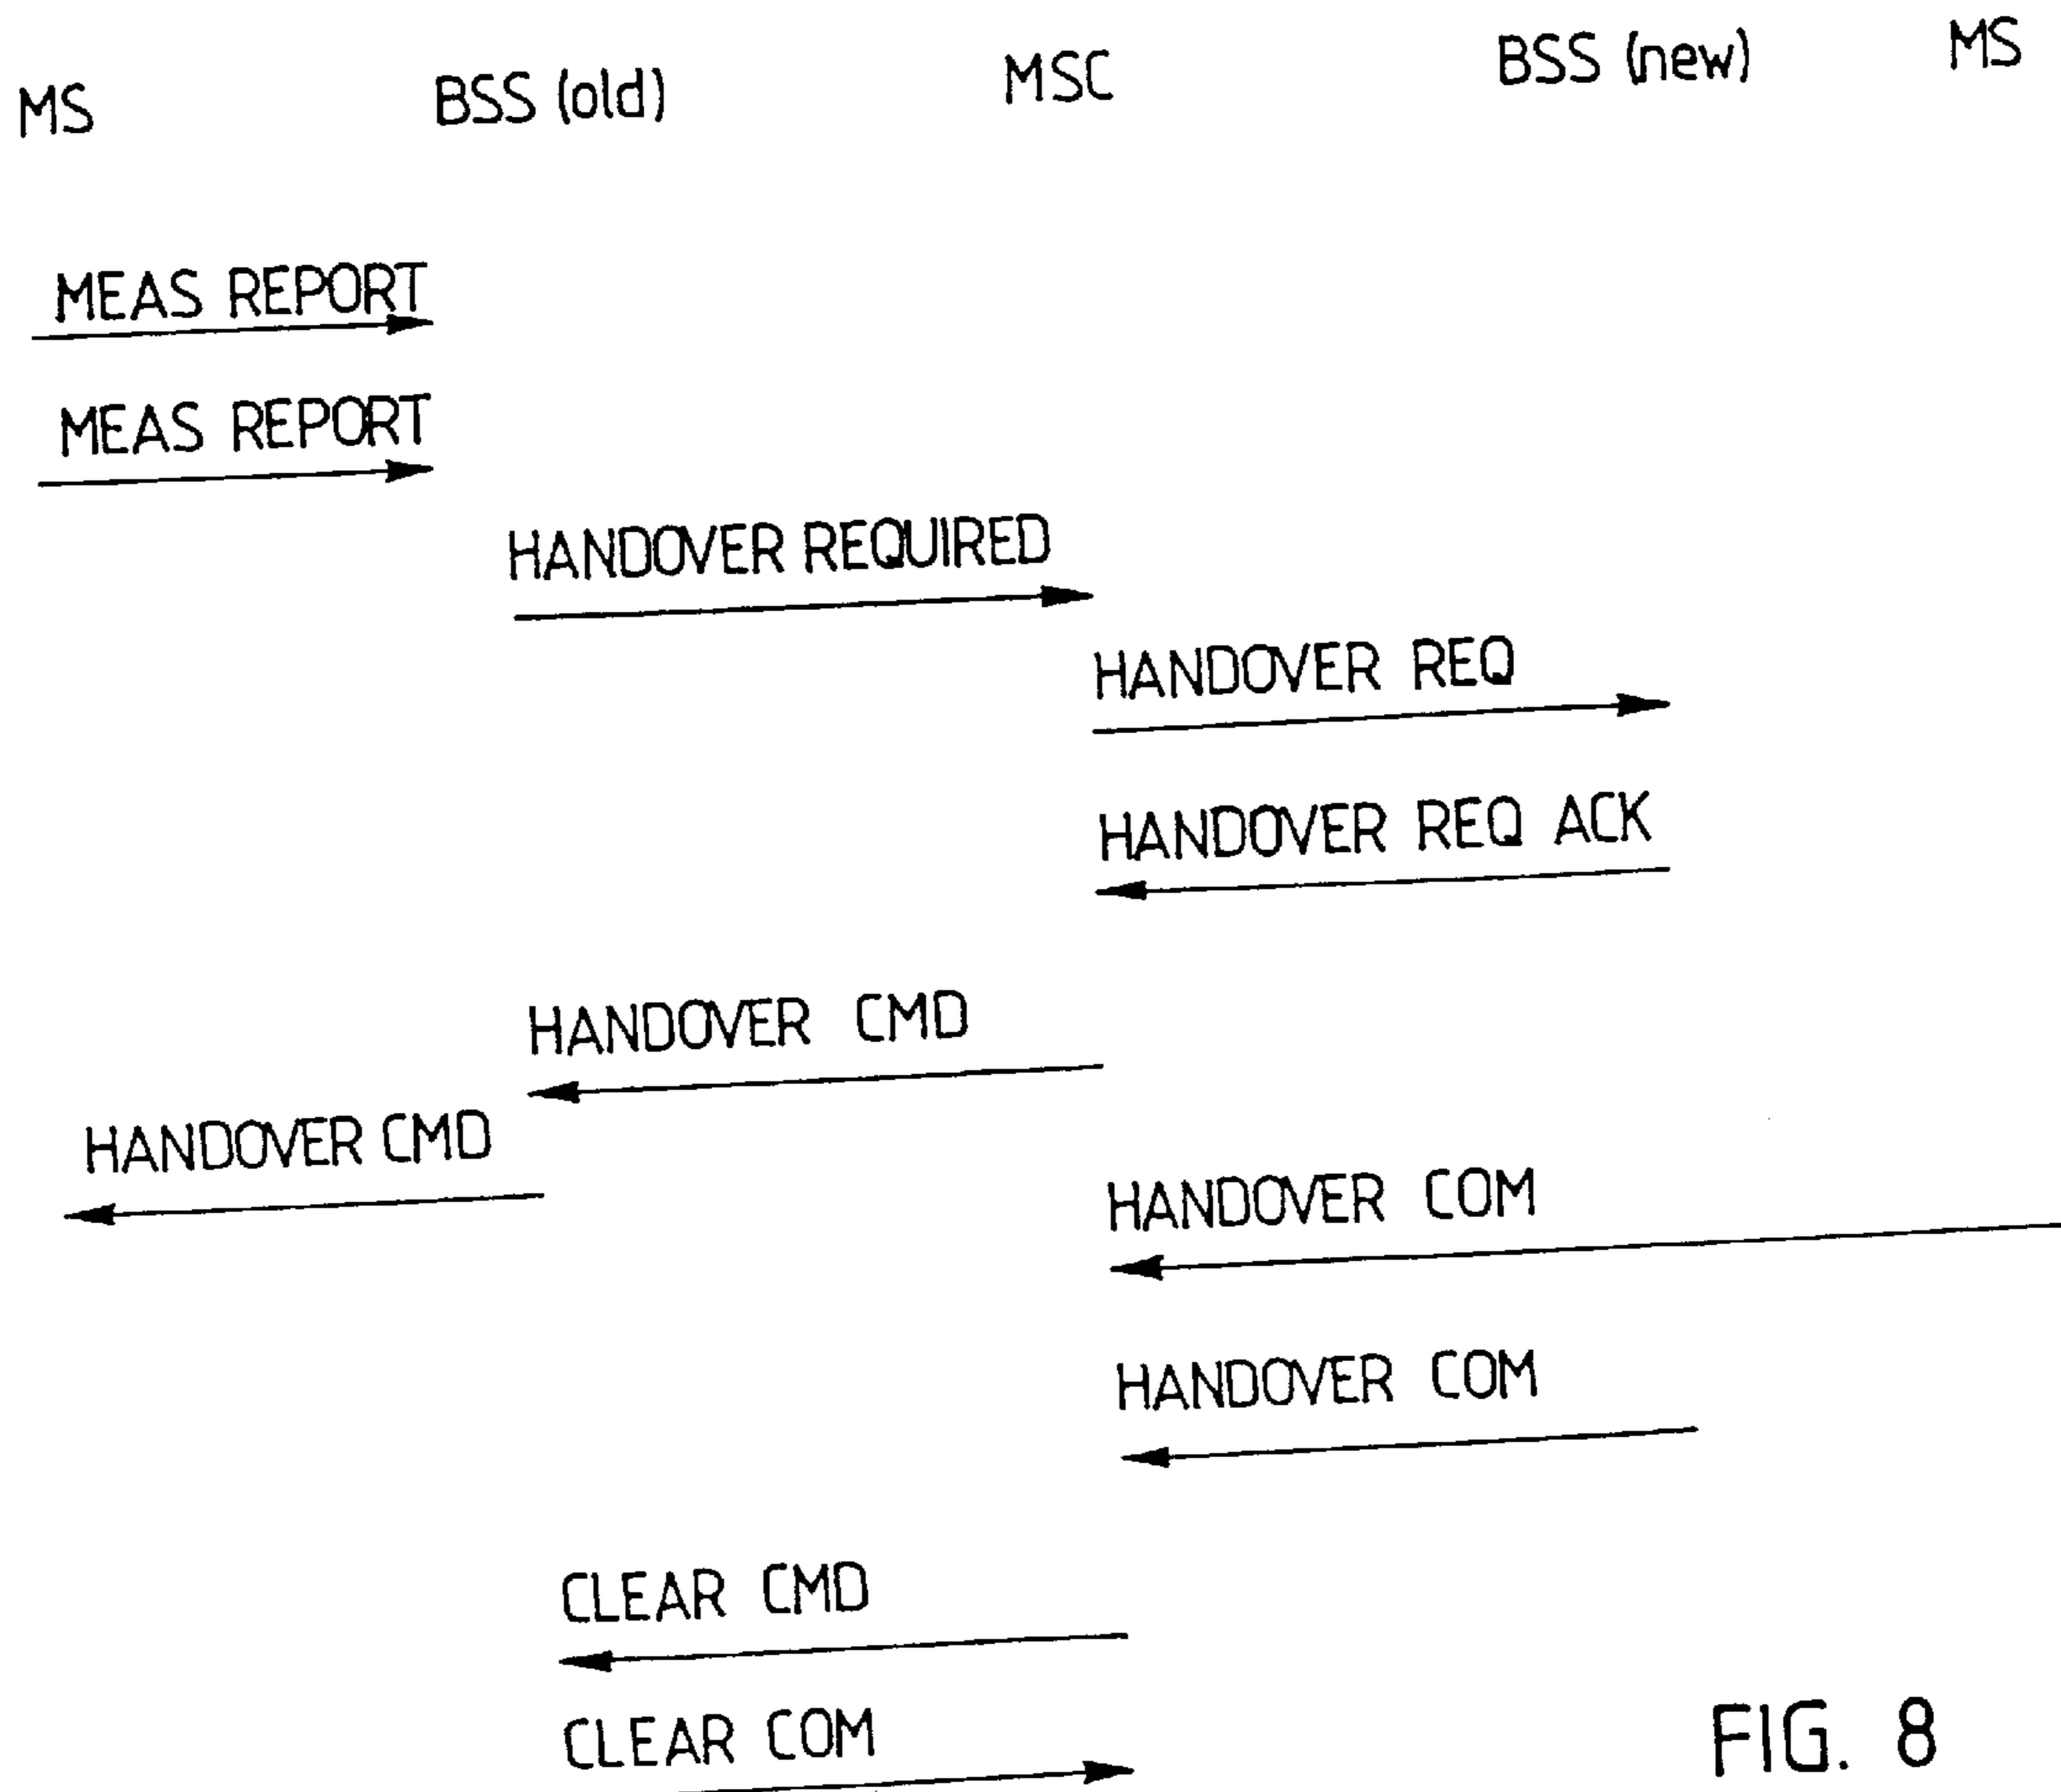 MS BSS (old) MSC BSS (new) MS
MEAS REPORT
MEAS REPORT
HANDOVER REQUIRED
HANDOVER REQ
HANDOVER REQ ACK
HANDOVER CMD
HANDOVER CMD
HANDOVER COM
HANDOVER COM
CLEAR CMD
CLEAR COM
FIG. 8